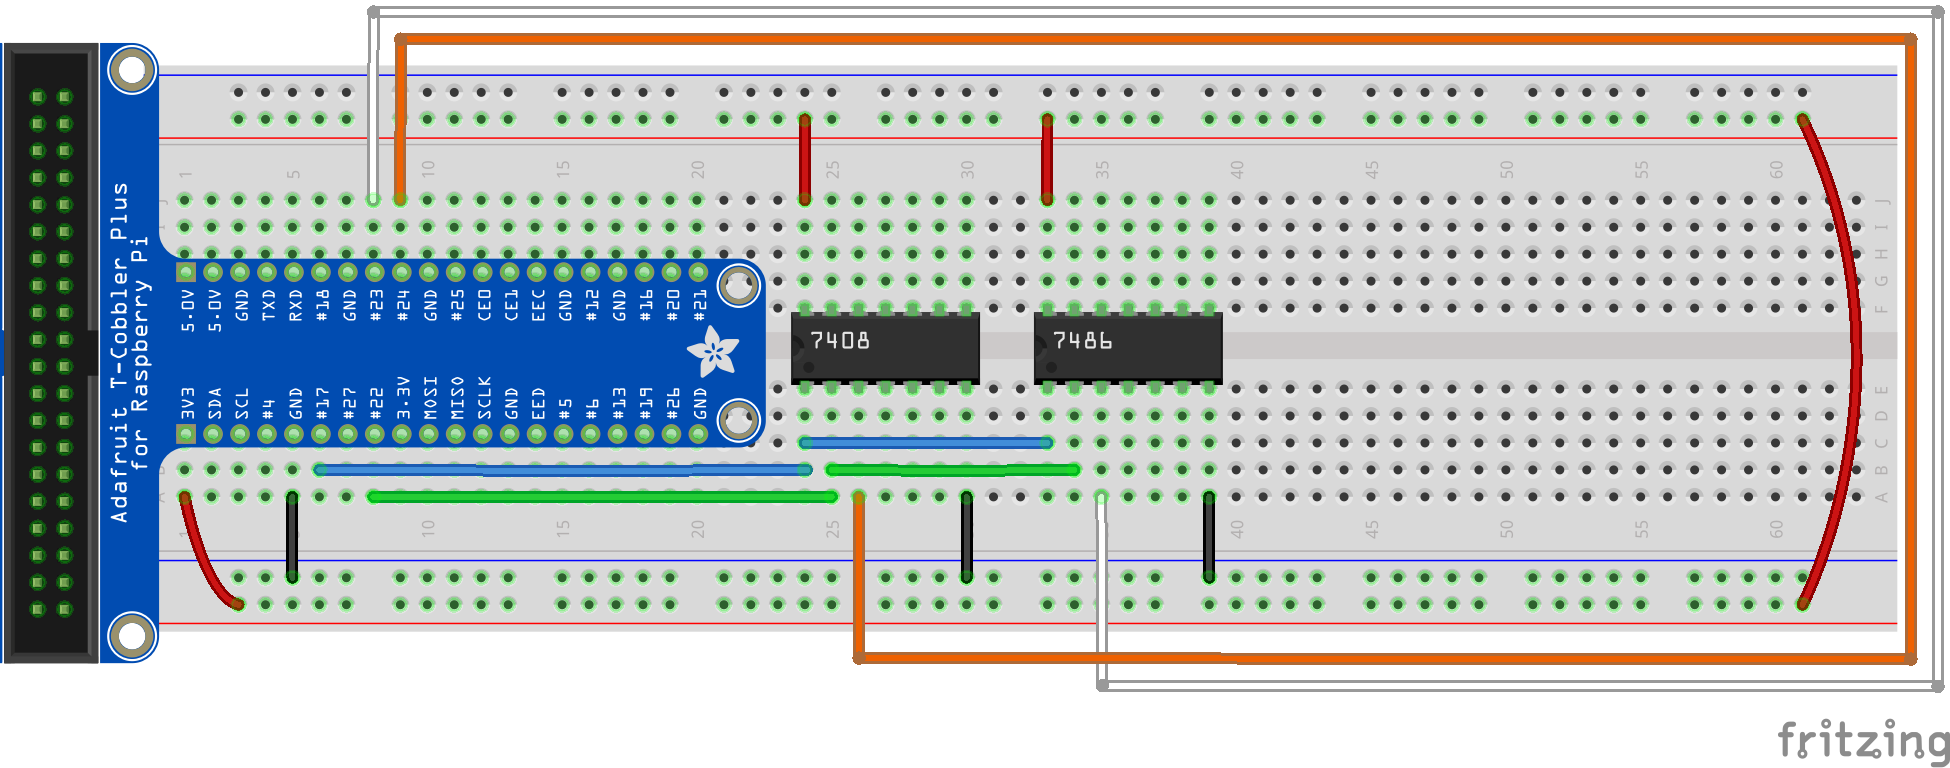 Adafruit T-Cobbler Plus
for Raspberry Pi
1 5 10 15 20 25 30 35 40 45 50 55 60
J
I
H
G
F
5.0V 5.0V GND TXD RXD #18 GND #23 #24 GND #25 CE0 CE1 EEC GND #12 GND #16 #20 #21
7408 7486
3V3 SDA SCL #4 GND #17 #27 #22 3.3V MOSI MISO SCLK GND EED #5 #6 #13 #19 #26 GND
E
D
C
B
A
1 10 15 20 25 30 35 40 45 50 55 60
fritzing